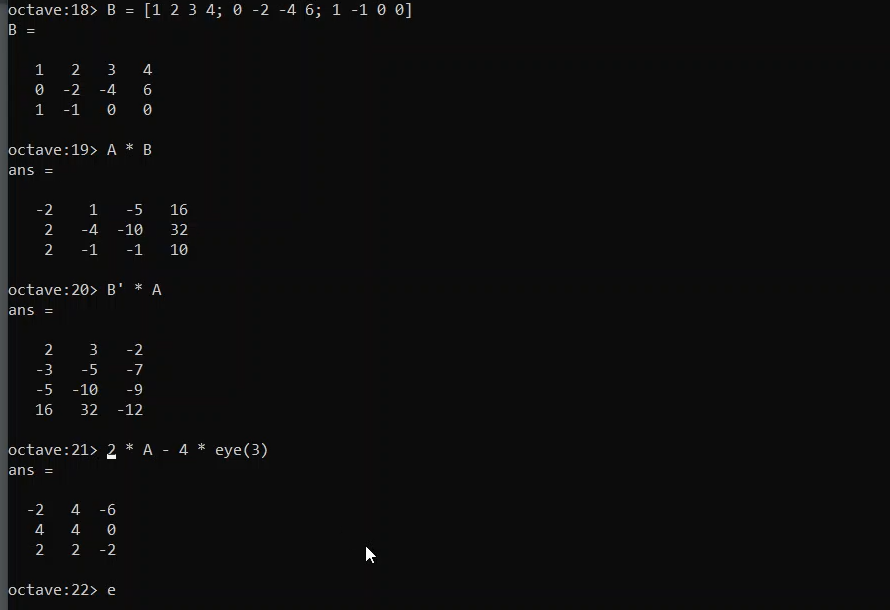 octave:18> B = [1 2 3 4; 0 -2 -4 6; 1 -1 0 0]
B =
1 2 3 4
0 -2 -4 6
1 -1 0 0
octave:19> A * B
ans =
-2 1 -5 16
2 -4 -10 32
2 -1 -1 10
octave:20> B' * A
ans =
2 3 -2
-3 -5 -7
-5 -10 -9
16 32 -12
octave:21> 2 * A - 4 * eye(3)
ans =
-2 4 -6
4 4 0
2 2 -2
octave:22> e